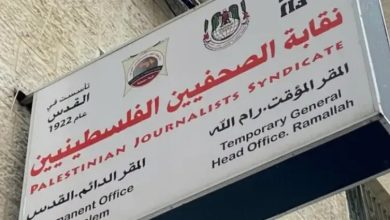 نقابة الصحفيين الفلسطينيين
PALESTINIAN JOURNALISTS SYNDICATE
تأسست في
القدس
عام 1922
المقر المؤقت.رام الله
Temporary General
Head Office. Ramallah
المقر الدائم.القدس
Office